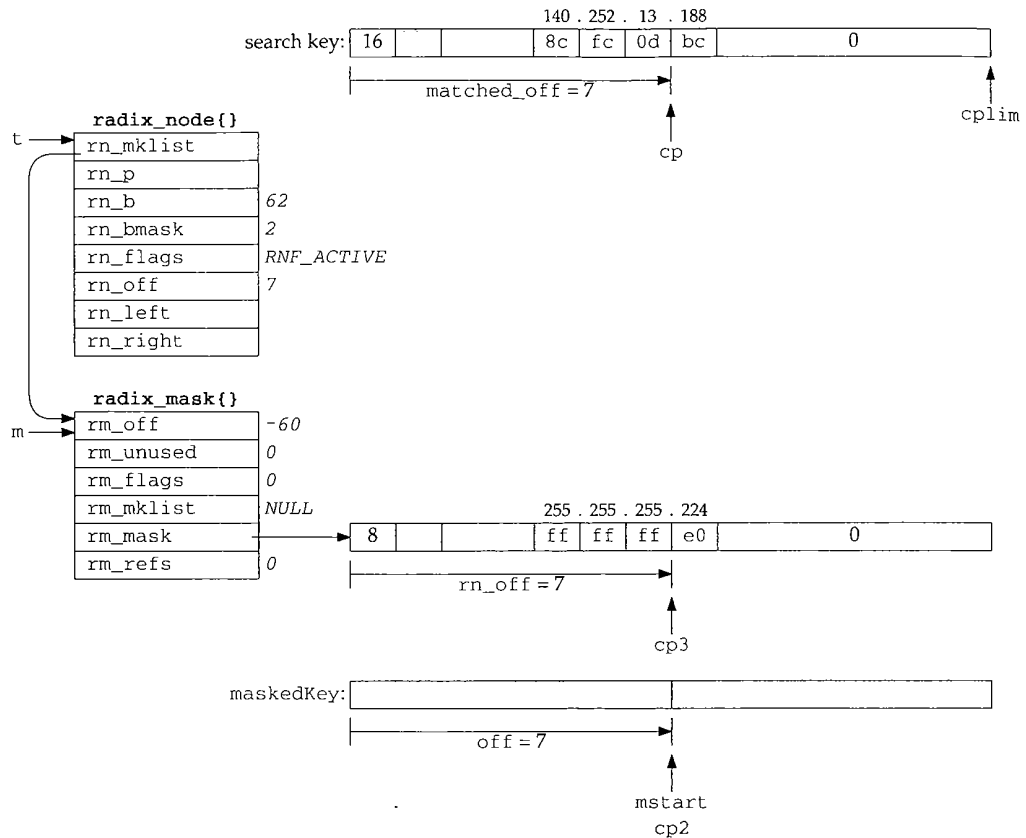 140 . 252 . 13 . 188
search key: 16 8c fc 0d bc 0
matched_off = 7
cplim
cp
radix_node{}
t
rn_mklist
rn_p
rn_b 62
rn_bmask 2
rn_flags RNF_ACTIVE
rn_off 7
rn_left
rn_right
radix_mask{}
m
rm_off -60
rm_unused 0
rm_flags 0
rm_mklist NULL
255 . 255 . 255 . 224
rm_mask 8 ff ff ff e0 0
rm_refs 0
rn_off = 7
cp3
maskedKey:
off = 7
mstart
cp2